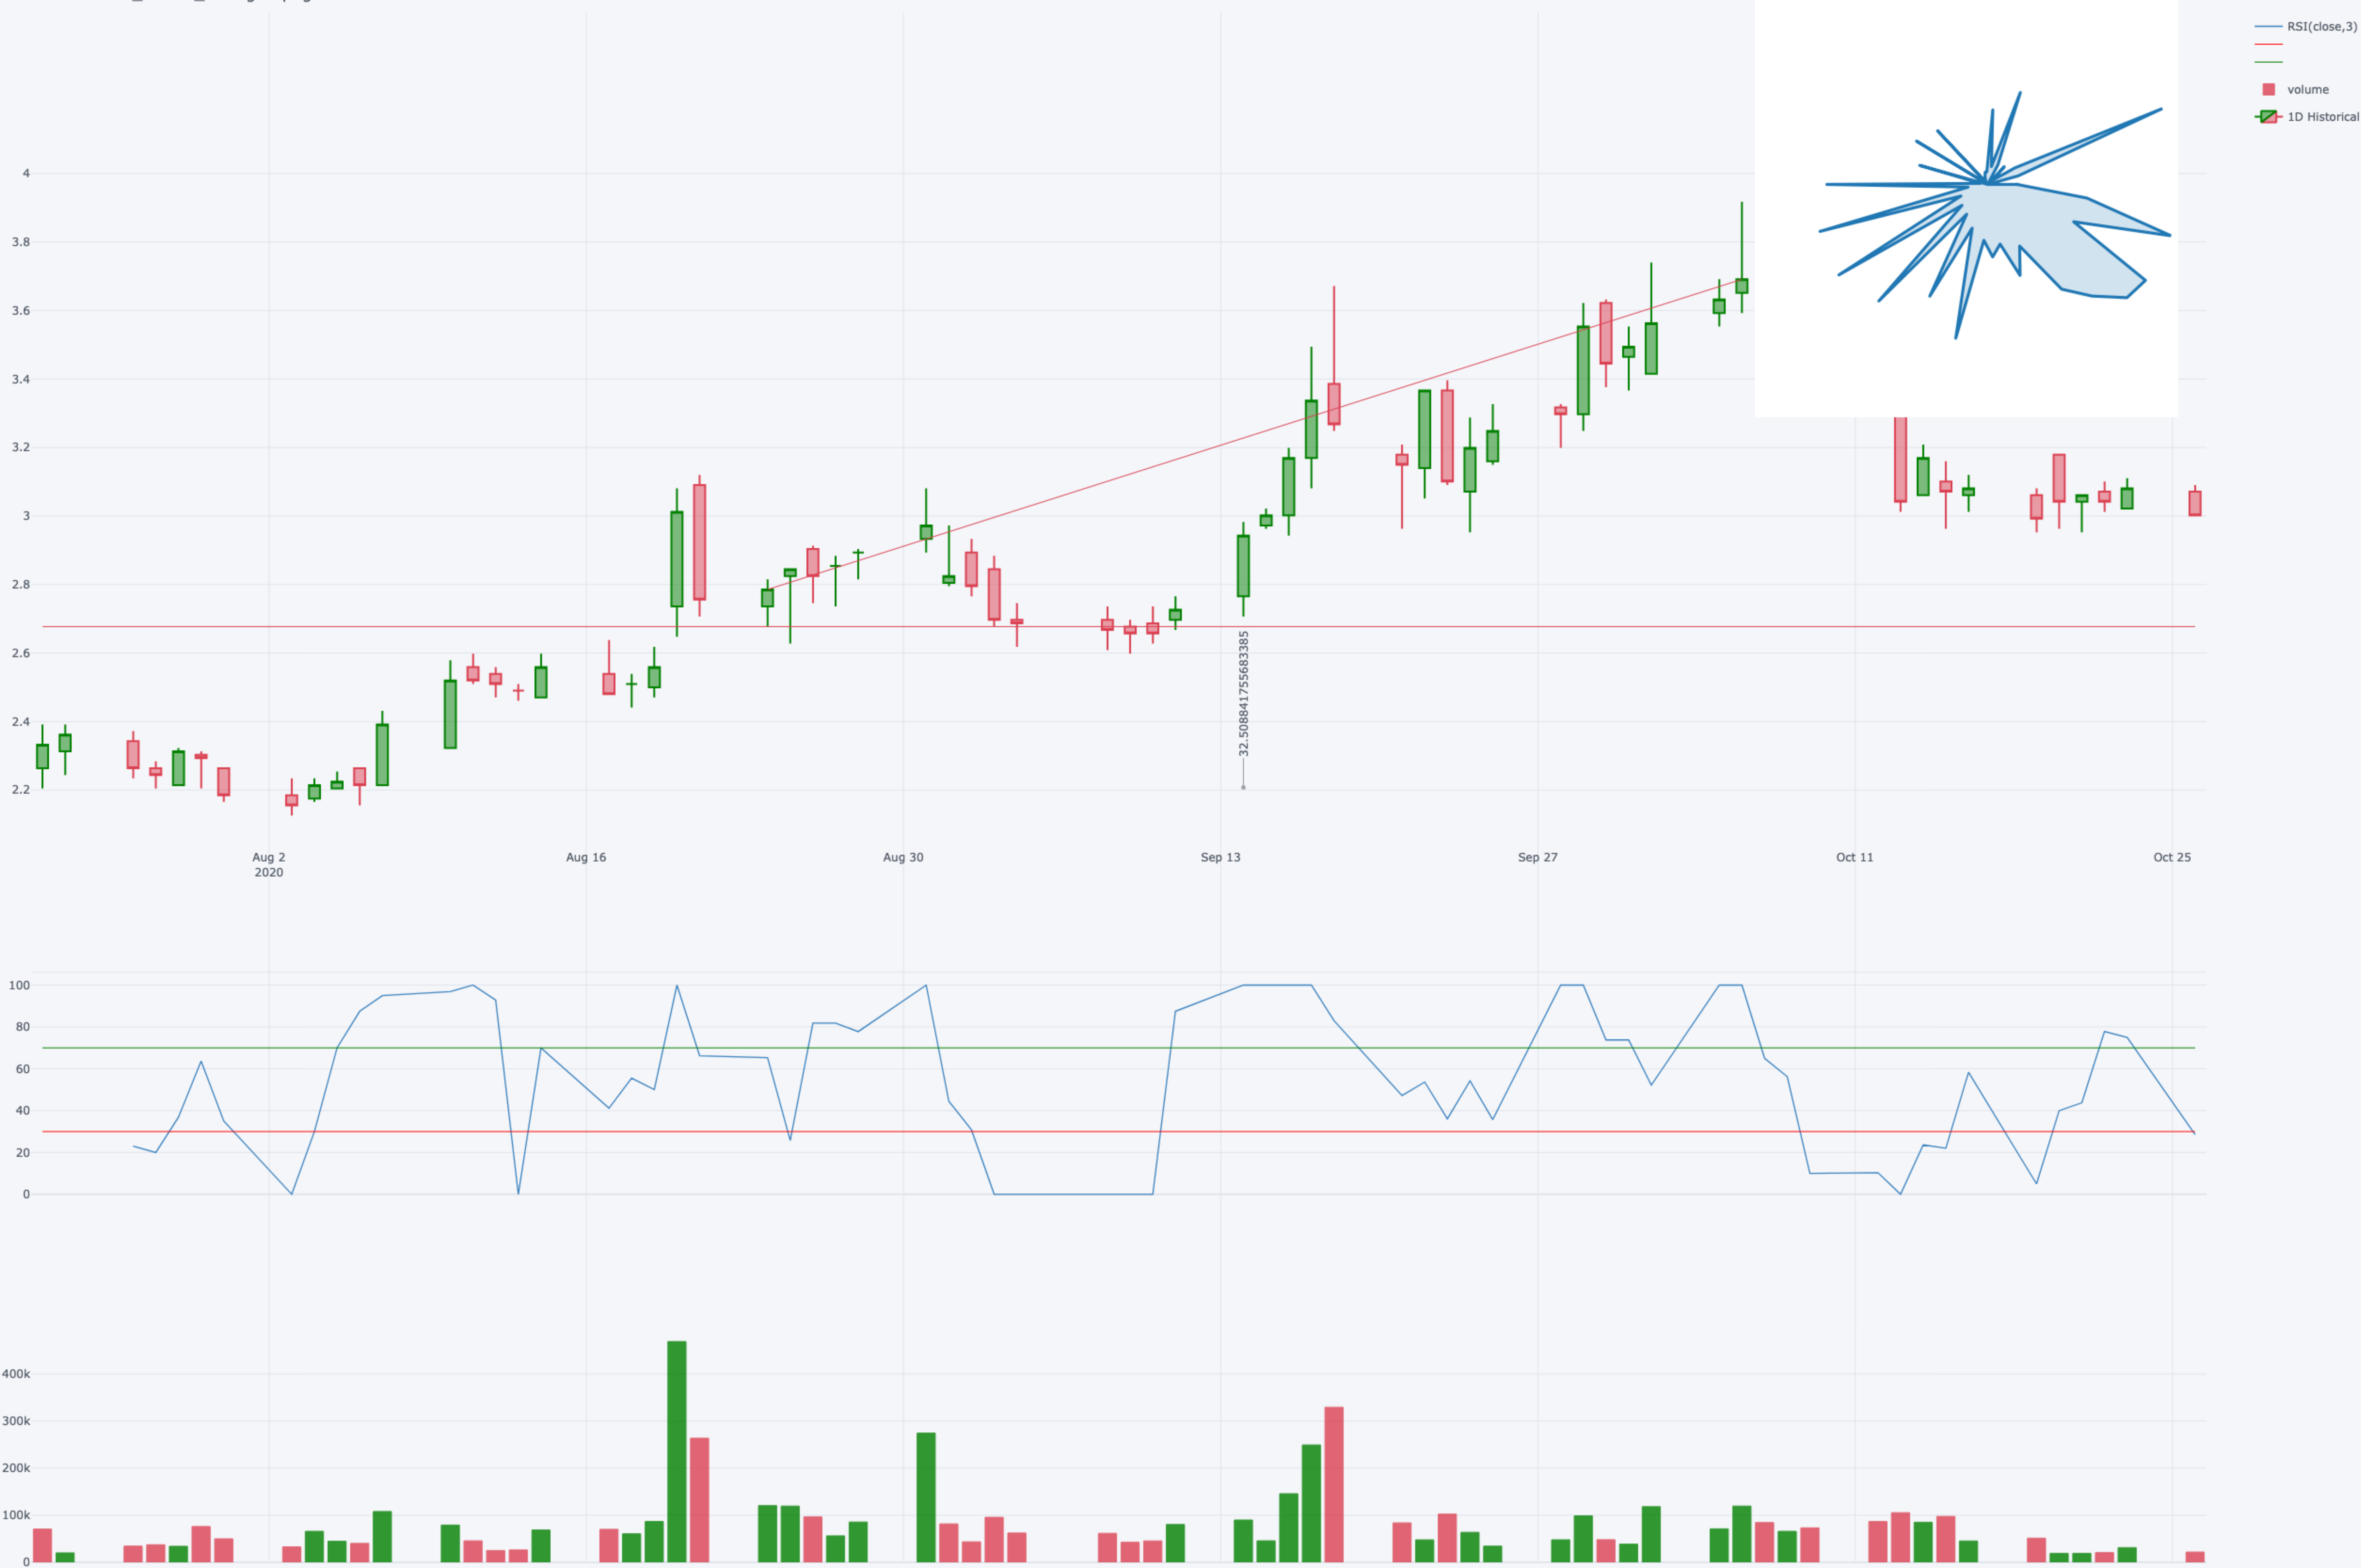 RSI(close,3)
volume
1D Historical
4
3.8
3.6
3.4
3.2
3
2.8
2.6
2.4
2.2
32.50884175568​3385
Aug 2
2020
Aug 16
Aug 30
Sep 13
Sep 27
Oct 11
Oct 25
100
80
60
40
20
0
400k
300k
200k
100k
0